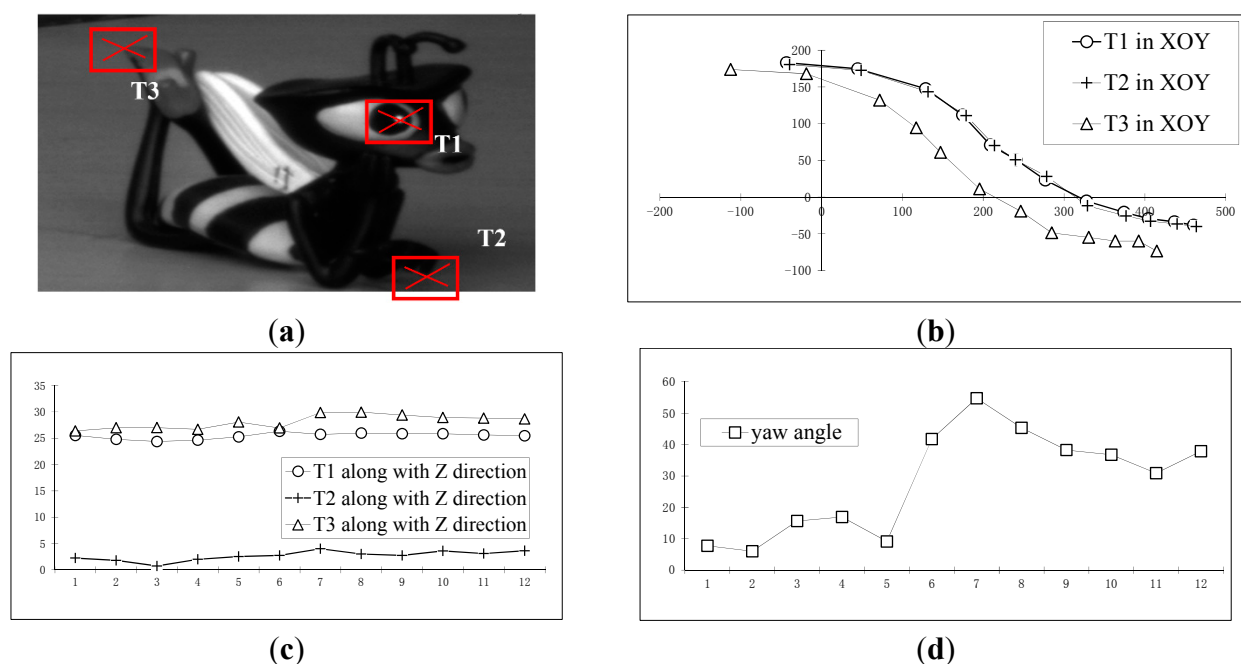 T3
T1
T2
(a)
200
150
100
50
0
-50
-100
-200
-100
0
100
200
300
400
500
T1 in XOY
T2 in XOY
T3 in XOY
(b)
35
30
25
20
15
10
5
0
1 2 3 4 5 6 7 8 9 10 11 12
T1 along with Z direction
T2 along with Z direction
T3 along with Z direction
(c)
60
50
40
30
20
10
0
1 2 3 4 5 6 7 8 9 10 11 12
yaw angle
(d)